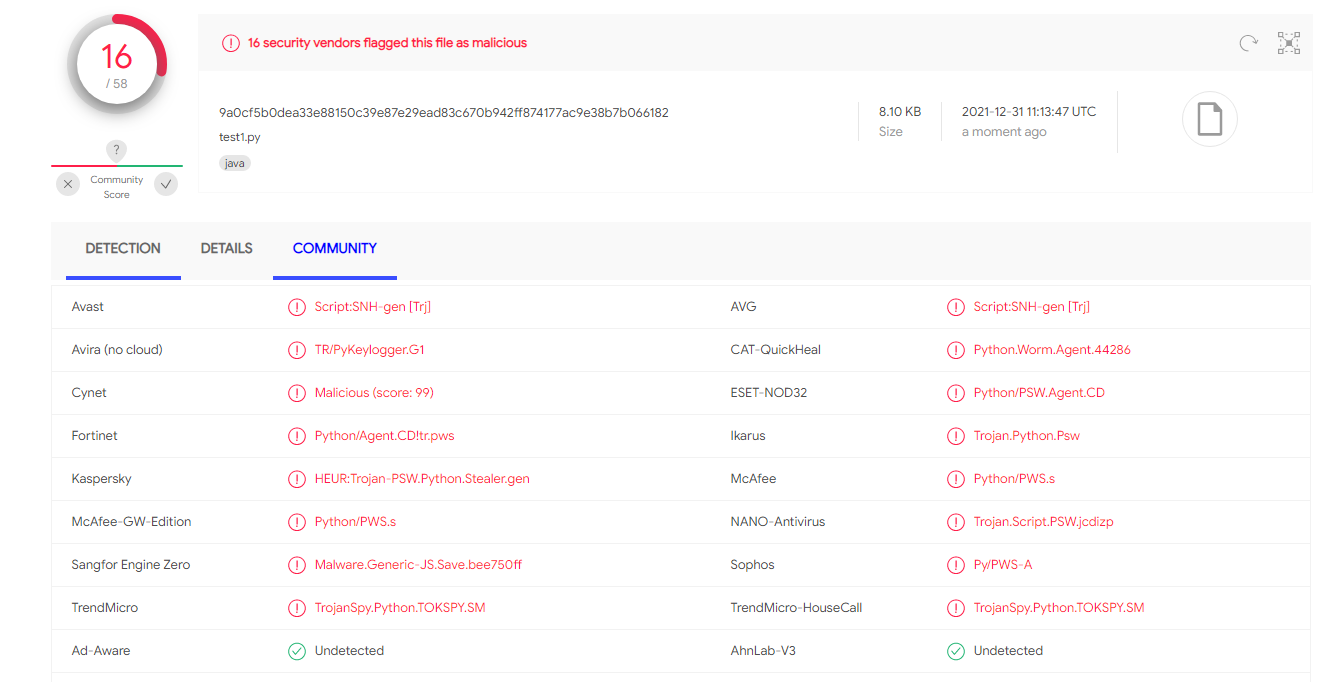 16
/ 58
?
Community
Score
16 security vendors flagged this file as malicious
9a0cf5b0dea33e88150c39e87e29ead83c670b942ff874177ac9e38b7b066182
test1.py
java
8.10 KB
Size
2021-12-31 11:13:47 UTC
a moment ago
DETECTION DETAILS COMMUNITY
Avast Script:SNH-gen [Trj] AVG Script:SNH-gen [Trj]
Avira (no cloud) TR/PyKeylogger.G1 CAT-QuickHeal Python.Worm.Agent.44286
Cynet Malicious (score: 99) ESET-NOD32 Python/PSW.Agent.CD
Fortinet Python/Agent.CD!tr.pws Ikarus Trojan.Python.Psw
Kaspersky HEUR:Trojan-PSW.Python.Stealer.gen McAfee Python/PWS.s
McAfee-GW-Edition Python/PWS.s NANO-Antivirus Trojan.Script.PSW.jcdizp
Sangfor Engine Zero Malware.Generic-JS.Save.bee750ff Sophos Py/PWS-A
TrendMicro TrojanSpy.Python.TOKSPY.SM TrendMicro-HouseCall TrojanSpy.Python.TOKSPY.SM
Ad-Aware Undetected AhnLab-V3 Undetected